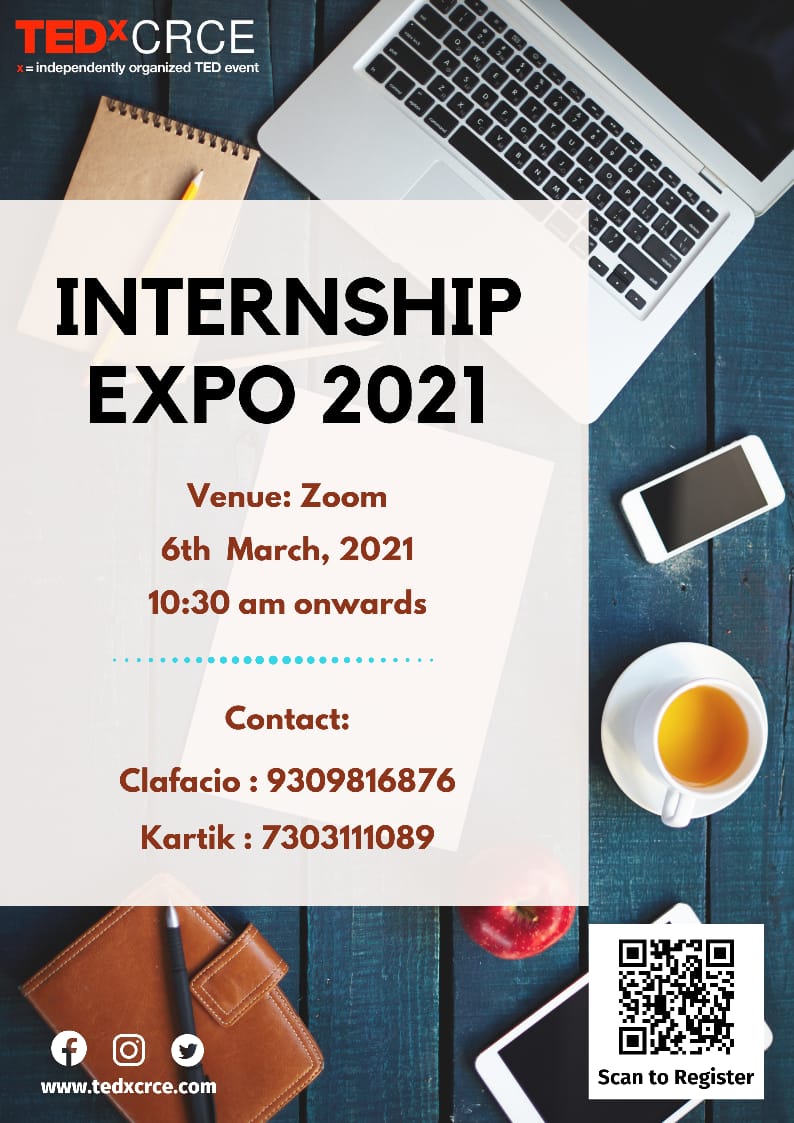 TEDxCRCE
x = independently organized TED event
INTERNSHIP
EXPO 2021
Venue: Zoom
6th March, 2021
10:30 am onwards
Contact:
Clafacio : 9309816876
Kartik : 7303111089
www.tedxcrce.com
Scan to Register